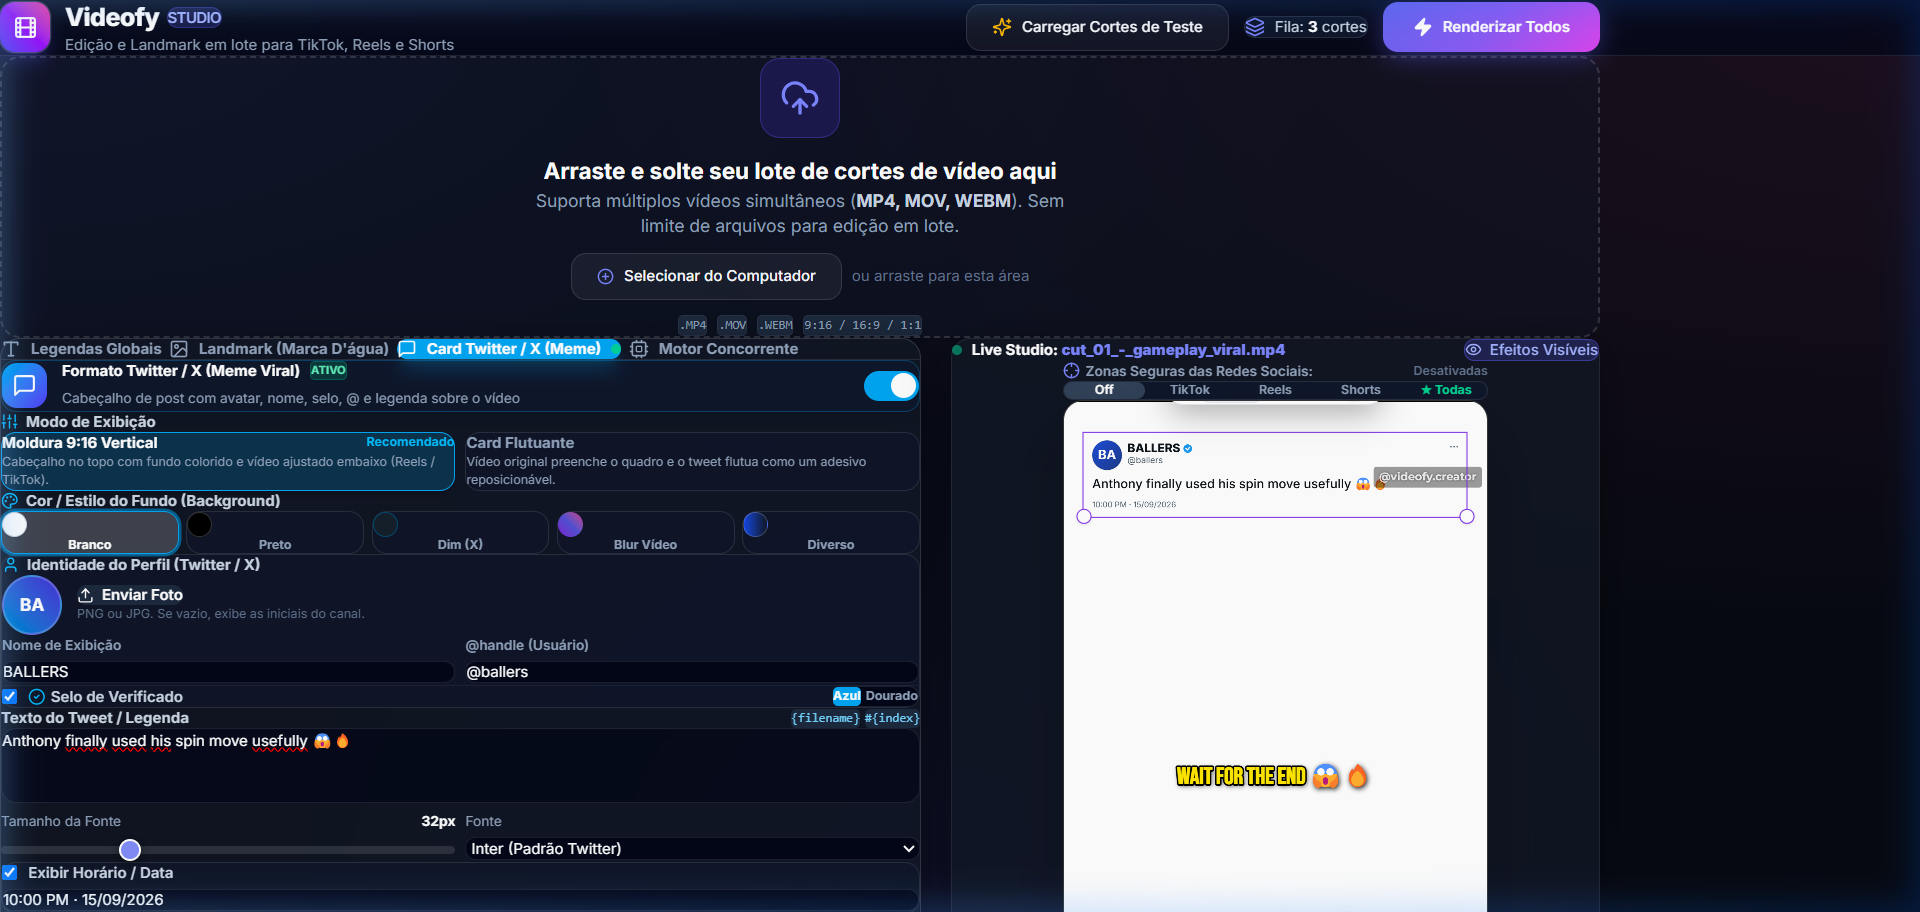 Videofy STUDIO
Edição e Landmark em lote para TikTok, Reels e Shorts
Carregar Cortes de Teste
Fila: 3 cortes
Renderizar Todos
Arraste e solte seu lote de cortes de vídeo aqui
Suporta múltiplos vídeos simultâneos (MP4, MOV, WEBM). Sem
limite de arquivos para edição em lote.
Selecionar do Computador
ou arraste para esta área
.MP4 .MOV .WEBM 9:16 / 16:9 / 1:1
Legendas Globais
Landmark (Marca D'água)
Card Twitter / X (Meme)
Motor Concorrente
Formato Twitter / X (Meme Viral) ATIVO
Cabeçalho de post com avatar, nome, selo, @ e legenda sobre o vídeo
Modo de Exibição
Moldura 9:16 Vertical
Recomendado
Cabeçalho no topo com fundo colorido e vídeo ajustado embaixo (Reels /
TikTok).
Card Flutuante
Vídeo original preenche o quadro e o tweet flutua como um adesivo
reposicionável.
Cor / Estilo do Fundo (Background)
Branco
Preto
Dim (X)
Blur Vídeo
Diverso
Identidade do Perfil (Twitter / X)
BA
Enviar Foto
PNG ou JPG. Se vazio, exibe as iniciais do canal.
Nome de Exibição
@handle (Usuário)
BALLERS
@ballers
Selo de Verificado
Azul Dourado
Texto do Tweet / Legenda
{filename} #{index}
Anthony finally used his spin move usefully 😱🔥
Tamanho da Fonte
32px
Fonte
Inter (Padrão Twitter)
Exibir Horário / Data
10:00 PM · 15/09/2026
Live Studio: cut_01_-_gameplay_viral.mp4
Efeitos Visíveis
Zonas Seguras das Redes Sociais:
Desativadas
Off
TikTok
Reels
Shorts
★ Todas
BA
BALLERS
···
@ballers
@videofy.creator
Anthony finally used his spin move usefully 😱🔥
10:00 PM · 15/09/2026
WAIT FOR THE END 😱🔥